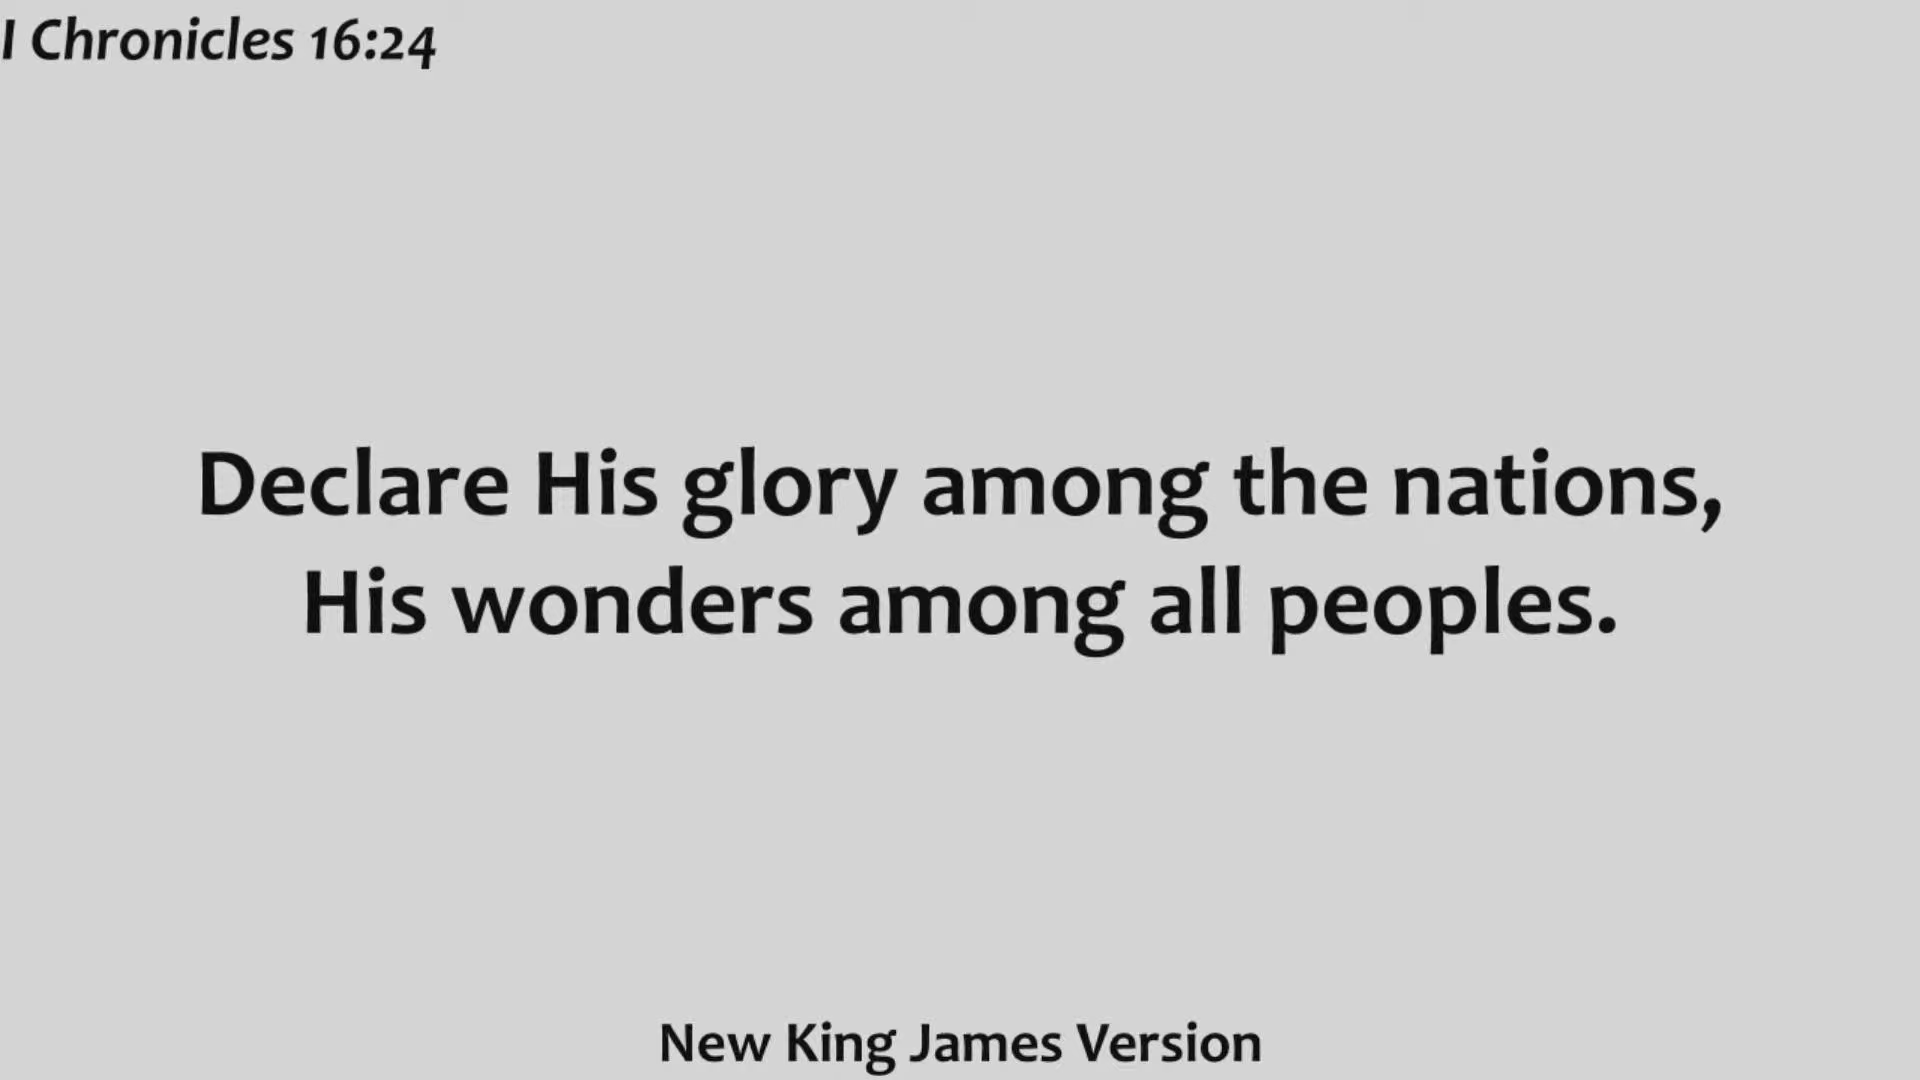 I Chronicles 16:24
Declare His glory among the nations,
His wonders among all peoples.
New King James Version